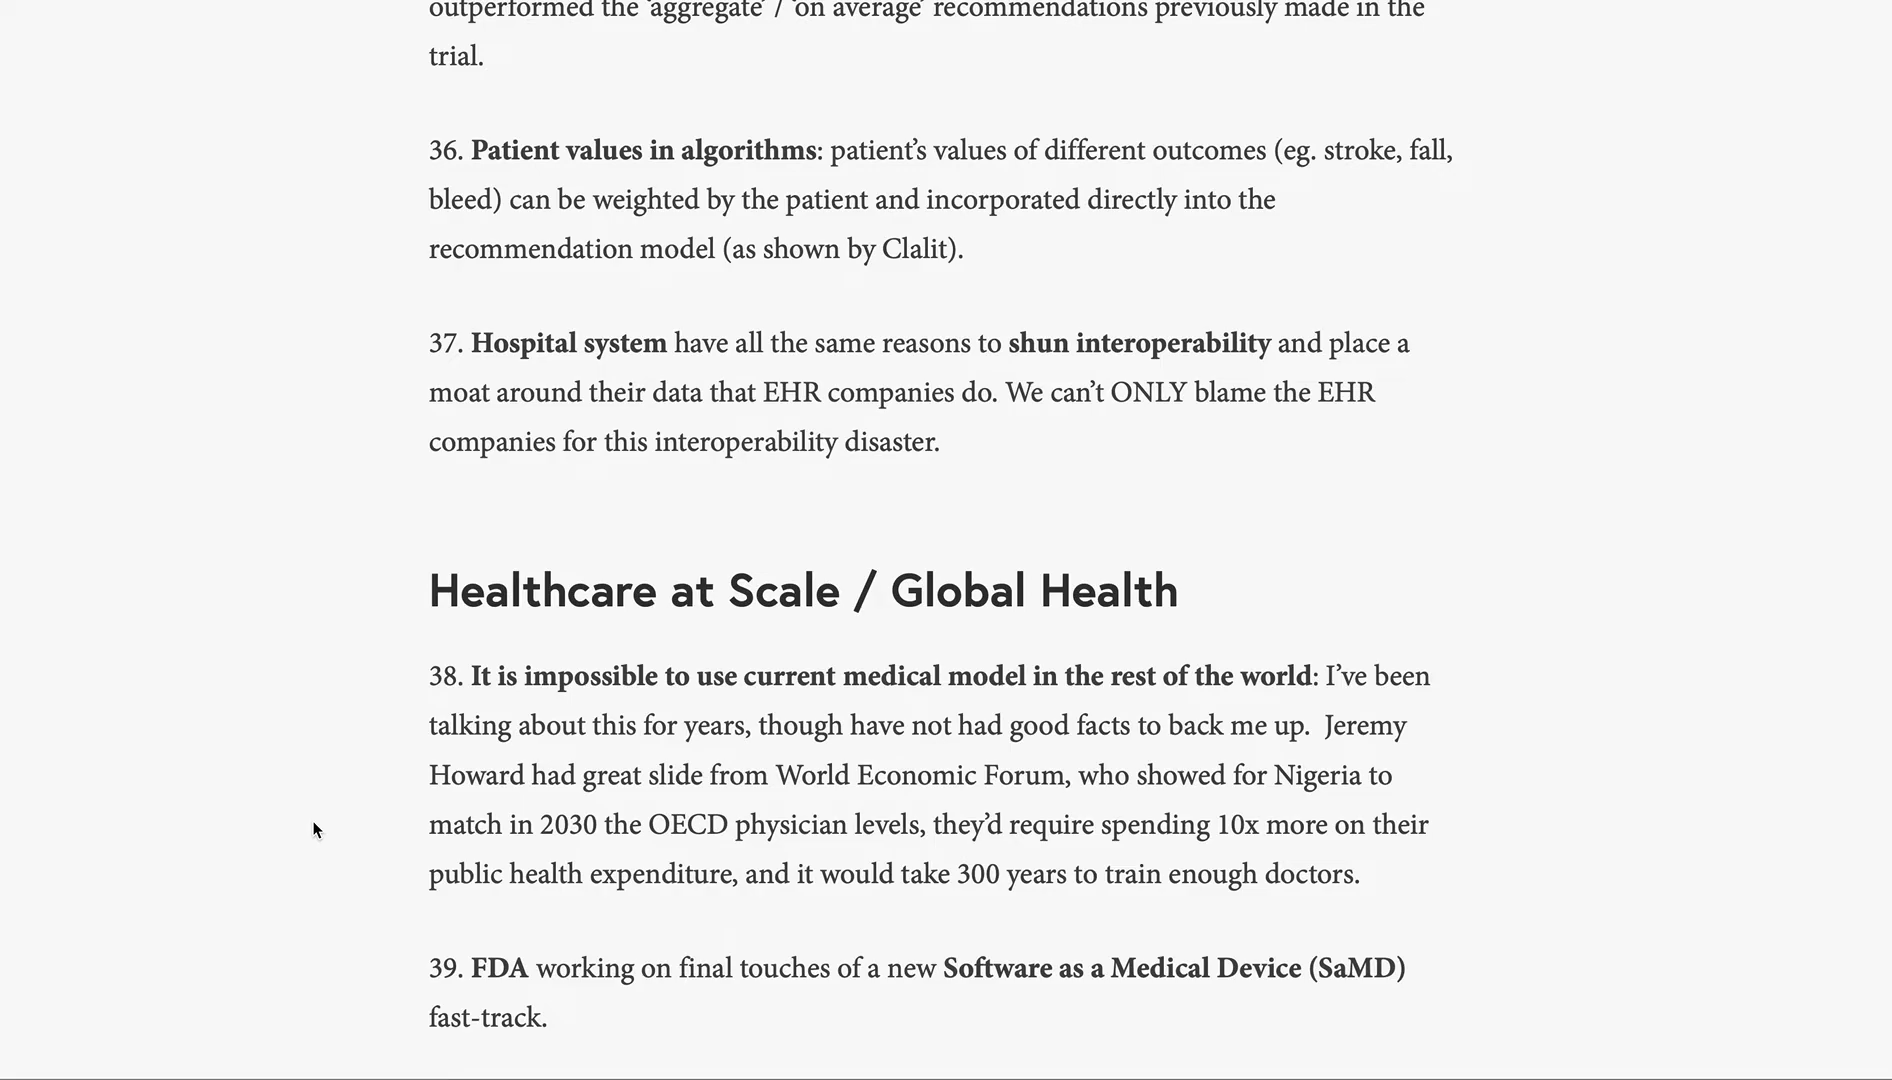 outperformed the 'aggregate' / 'on average' recommendations previously made in the
trial.
36. Patient values in algorithms: patient’s values of different outcomes (eg. stroke, fall,
bleed) can be weighted by the patient and incorporated directly into the
recommendation model (as shown by Clalit).
37. Hospital system have all the same reasons to shun interoperability and place a
moat around their data that EHR companies do. We can’t ONLY blame the EHR
companies for this interoperability disaster.
Healthcare at Scale / Global Health
38. It is impossible to use current medical model in the rest of the world: I’ve been
talking about this for years, though have not had good facts to back me up.  Jeremy
Howard had great slide from World Economic Forum, who showed for Nigeria to
match in 2030 the OECD physician levels, they’d require spending 10x more on their
public health expenditure, and it would take 300 years to train enough doctors.
39. FDA working on final touches of a new Software as a Medical Device (SaMD)
fast-track.